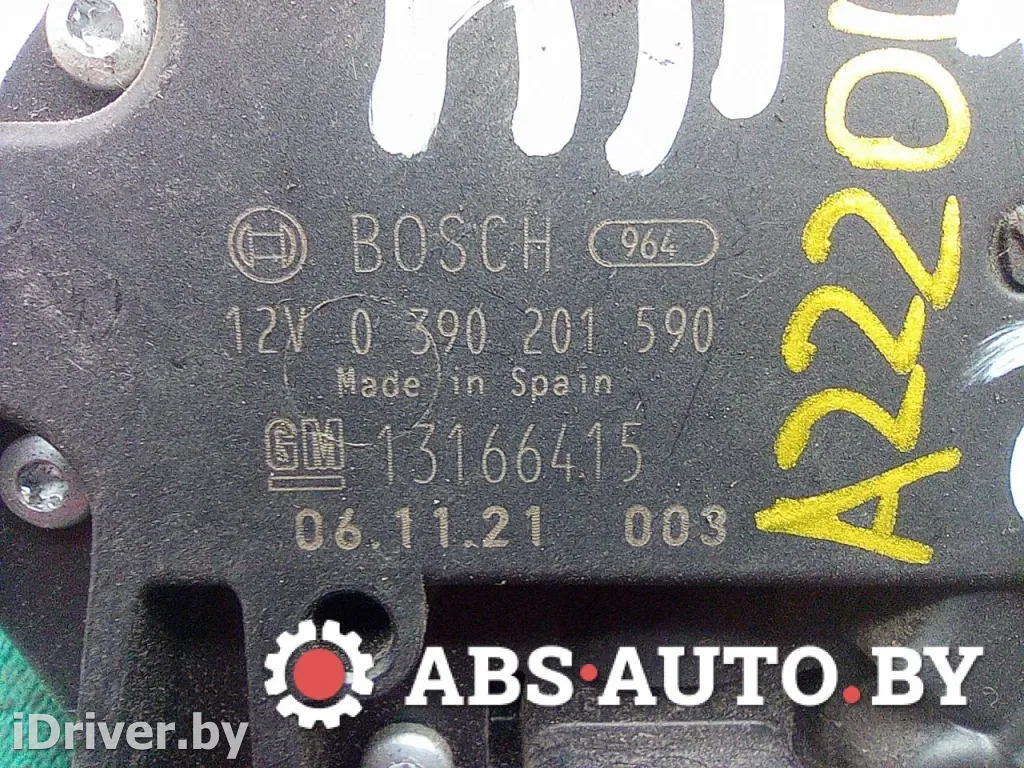 BOSCH 964
12V 0 390 201 590
Made in Spain
GM 13166415
06.11.21 003
ABS·AUTO.BY
iDriver.by